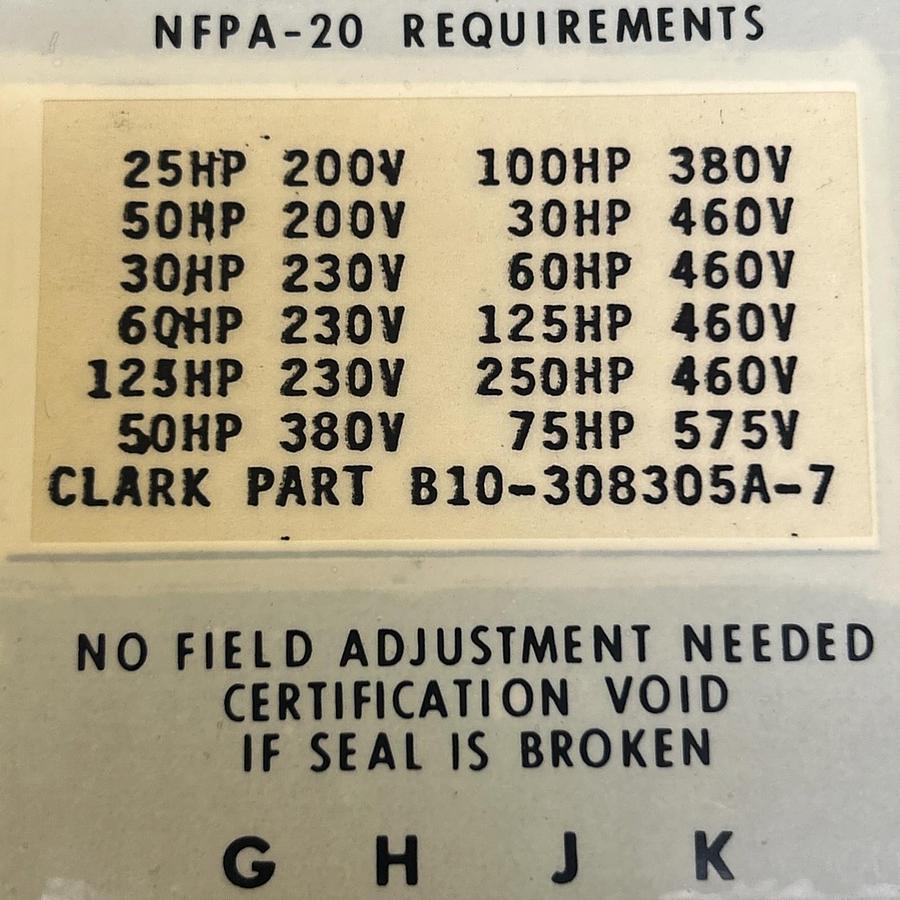 NFPA-20 REQUIREMENTS
25HP 200V 100HP 380V
50HP 200V 30HP 460V
30HP 230V 60HP 460V
60HP 230V 125HP 460V
125HP 230V 250HP 460V
50HP 380V 75HP 575V
CLARK PART B10-308305A-7
NO FIELD ADJUSTMENT NEEDED
CERTIFICATION VOID
IF SEAL IS BROKEN
G H J K